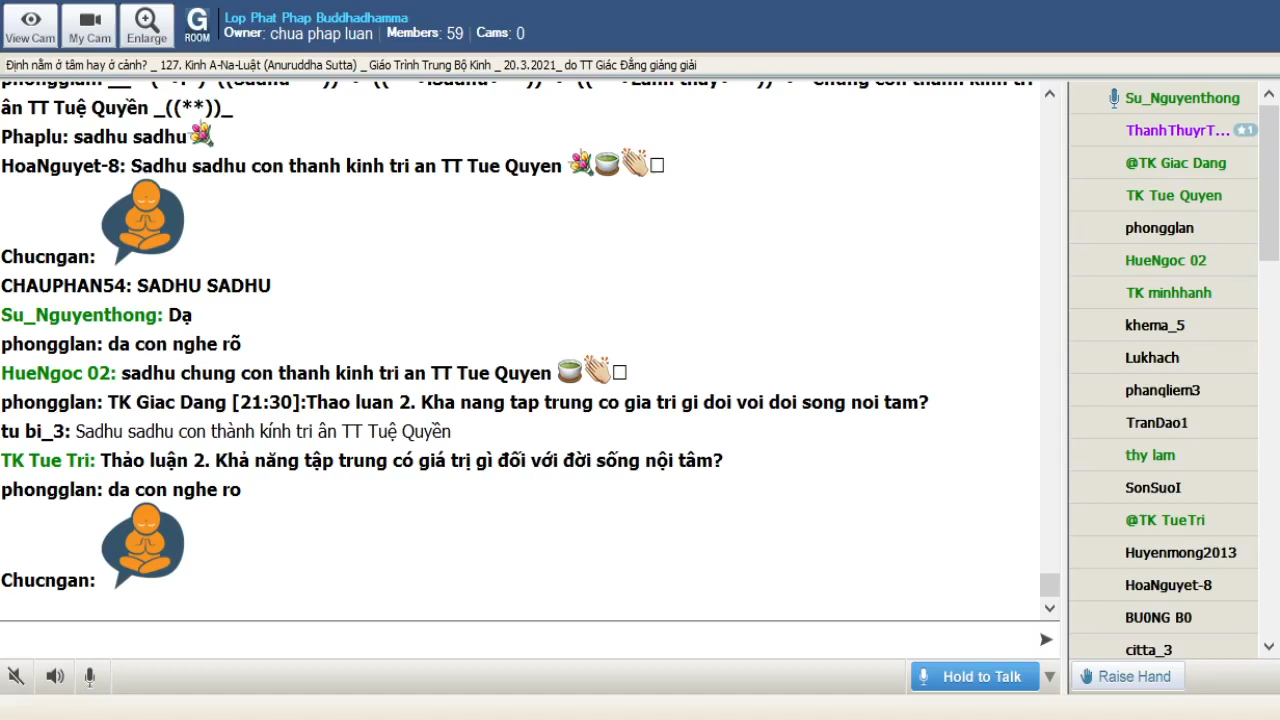 View Cam
My Cam
Enlarge
G
ROOM
Lop Phat Phap Buddhadhamma
Owner: chua phap luan | Members: 59 | Cams: 0
Định nằm ở tâm hay ở cảnh? _ 127. Kinh A-Na-Luật (Anuruddha Sutta) _ Giáo Trình Trung Bộ Kinh _ 20.3.2021_ do TT Giác Đẳng giảng giải
ân TT Tuệ Quyền _((**))_
Phaplu: sadhu sadhu
HoaNguyet-8: Sadhu sadhu con thanh kinh tri an TT Tue Quyen
Chucngan:
CHAUPHAN54: SADHU SADHU
Su_Nguyenthong: Dạ
phongglan: da con nghe rõ
HueNgoc 02: sadhu chung con thanh kinh tri an TT Tue Quyen
phongglan: TK Giac Dang [21:30]:Thao luan 2. Kha nang tap trung co gia tri gi doi voi doi song noi tam?
tu bi_3: Sadhu sadhu con thành kính tri ân TT Tuệ Quyền
TK Tue Tri: Thảo luận 2. Khả năng tập trung có giá trị gì đối với đời sống nội tâm?
phongglan: da con nghe ro
Chucngan:
Su_Nguyenthong
ThanhThuyrT... ★1
@TK Giac Dang
TK Tue Quyen
phongglan
HueNgoc 02
TK minhhanh
khema_5
Lukhach
phanqliem3
TranDao1
thy lam
SonSuoI
@TK TueTri
Huyenmong2013
HoaNguyet-8
BU0NG B0
citta_3
Hold to Talk
Raise Hand